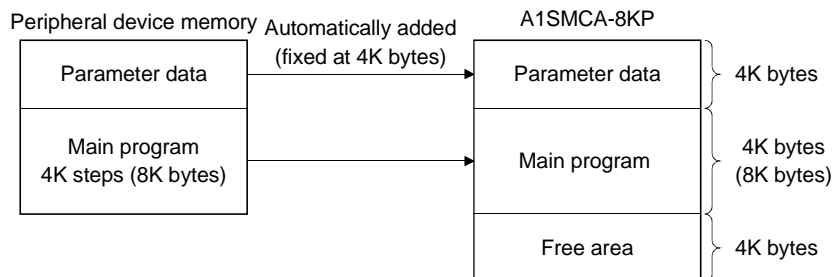 Peripheral device memory
Automatically added
(fixed at 4K bytes)
A1SMCA-8KP
Parameter data
Parameter data
4K bytes
Main program
4K steps (8K bytes)
Main program
4K bytes
(8K bytes)
Free area
4K bytes